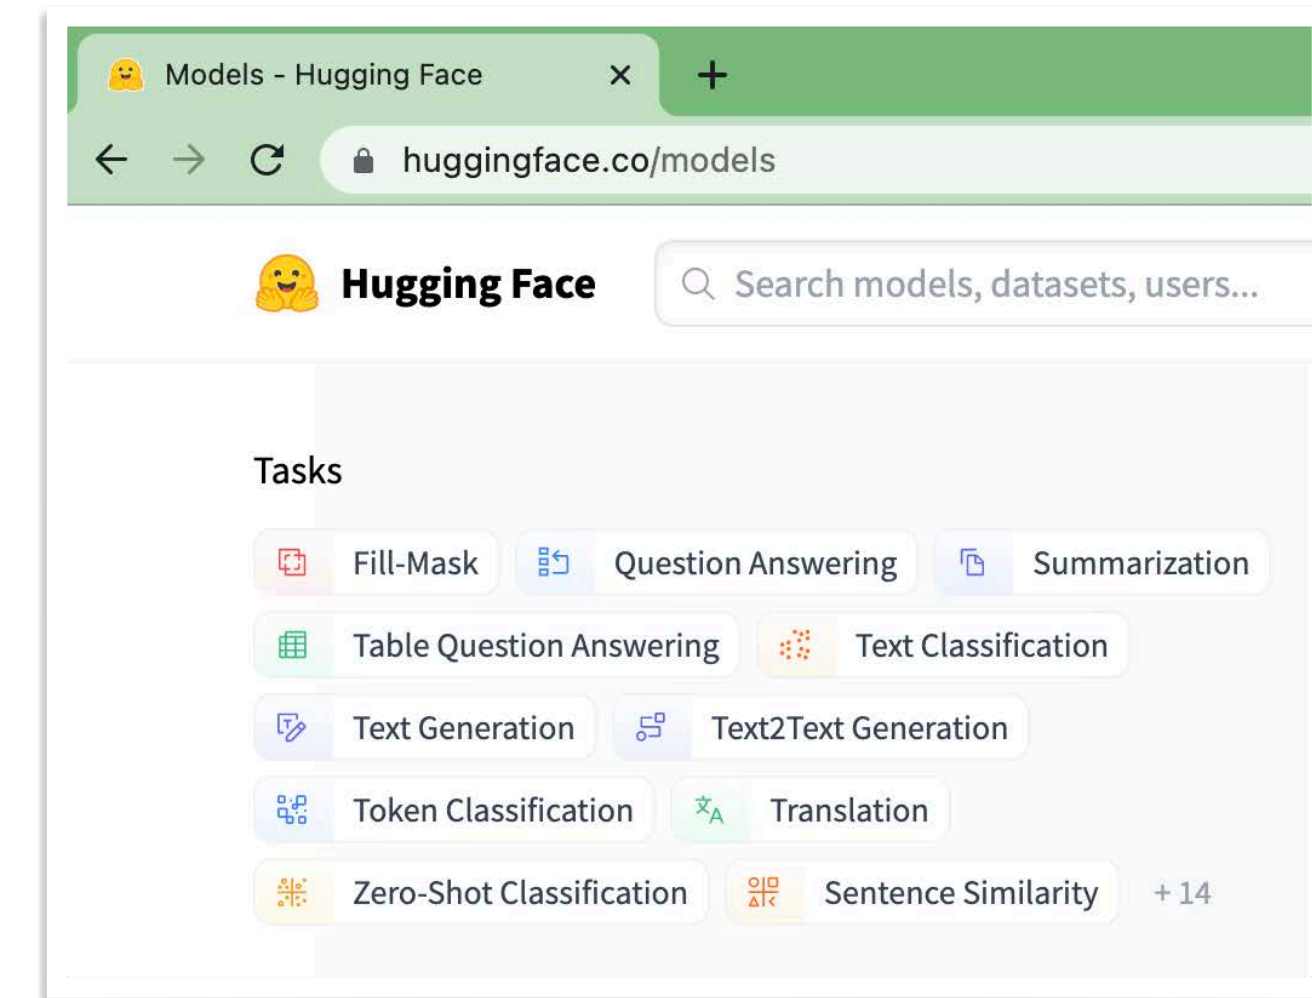 Models - Hugging Face
huggingface.co/models
Hugging Face Search models, datasets, users...
Tasks
Fill-Mask Question Answering Summarization
Table Question Answering Text Classification
Text Generation Text2Text Generation
Token Classification Translation
Zero-Shot Classification Sentence Similarity + 14